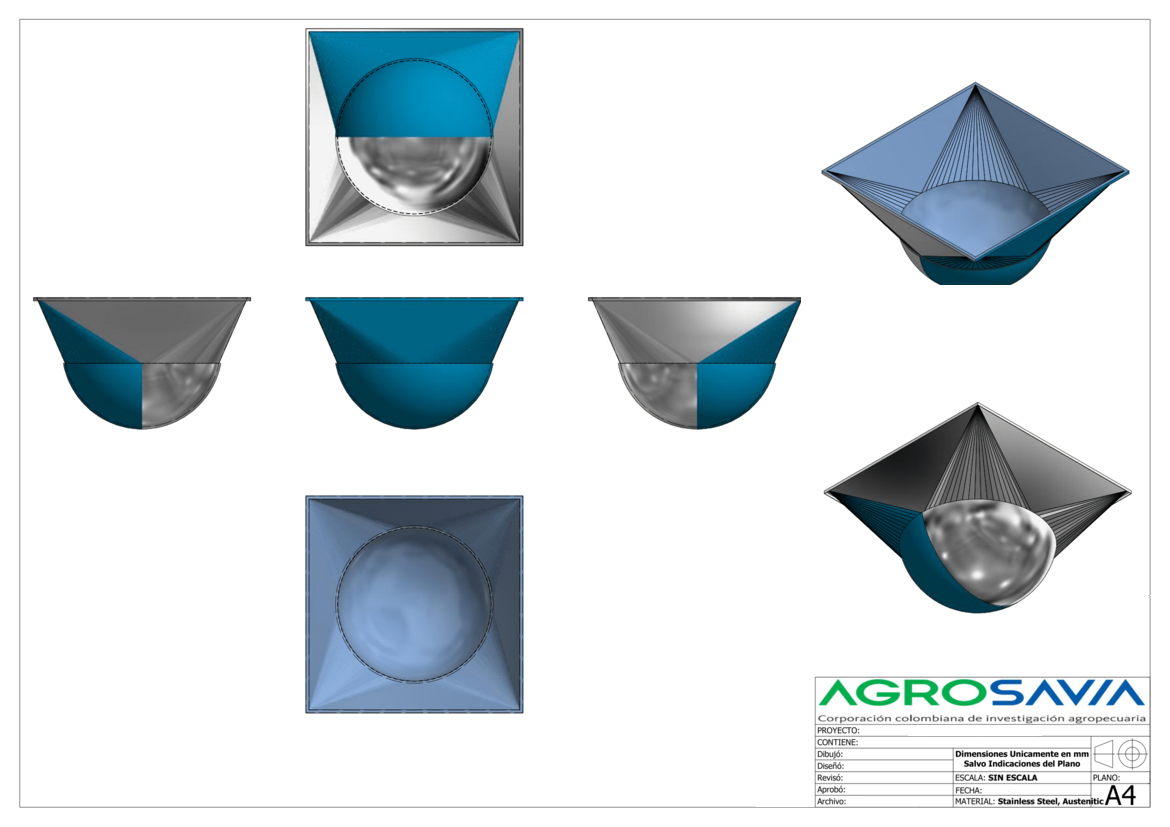 AGROSAVIA
Corporación colombiana de investigación agropecuaria
PROYECTO:
CONTIENE:
Dibujó:
Dimensiones Unicamente en mm
Salvo Indicaciones del Plano
Diseñó:
Revisó:
ESCALA: SIN ESCALA
PLANO:
Aprobó:
FECHA:
A4
Archivo:
MATERIAL: Stainless Steel, Austenitic